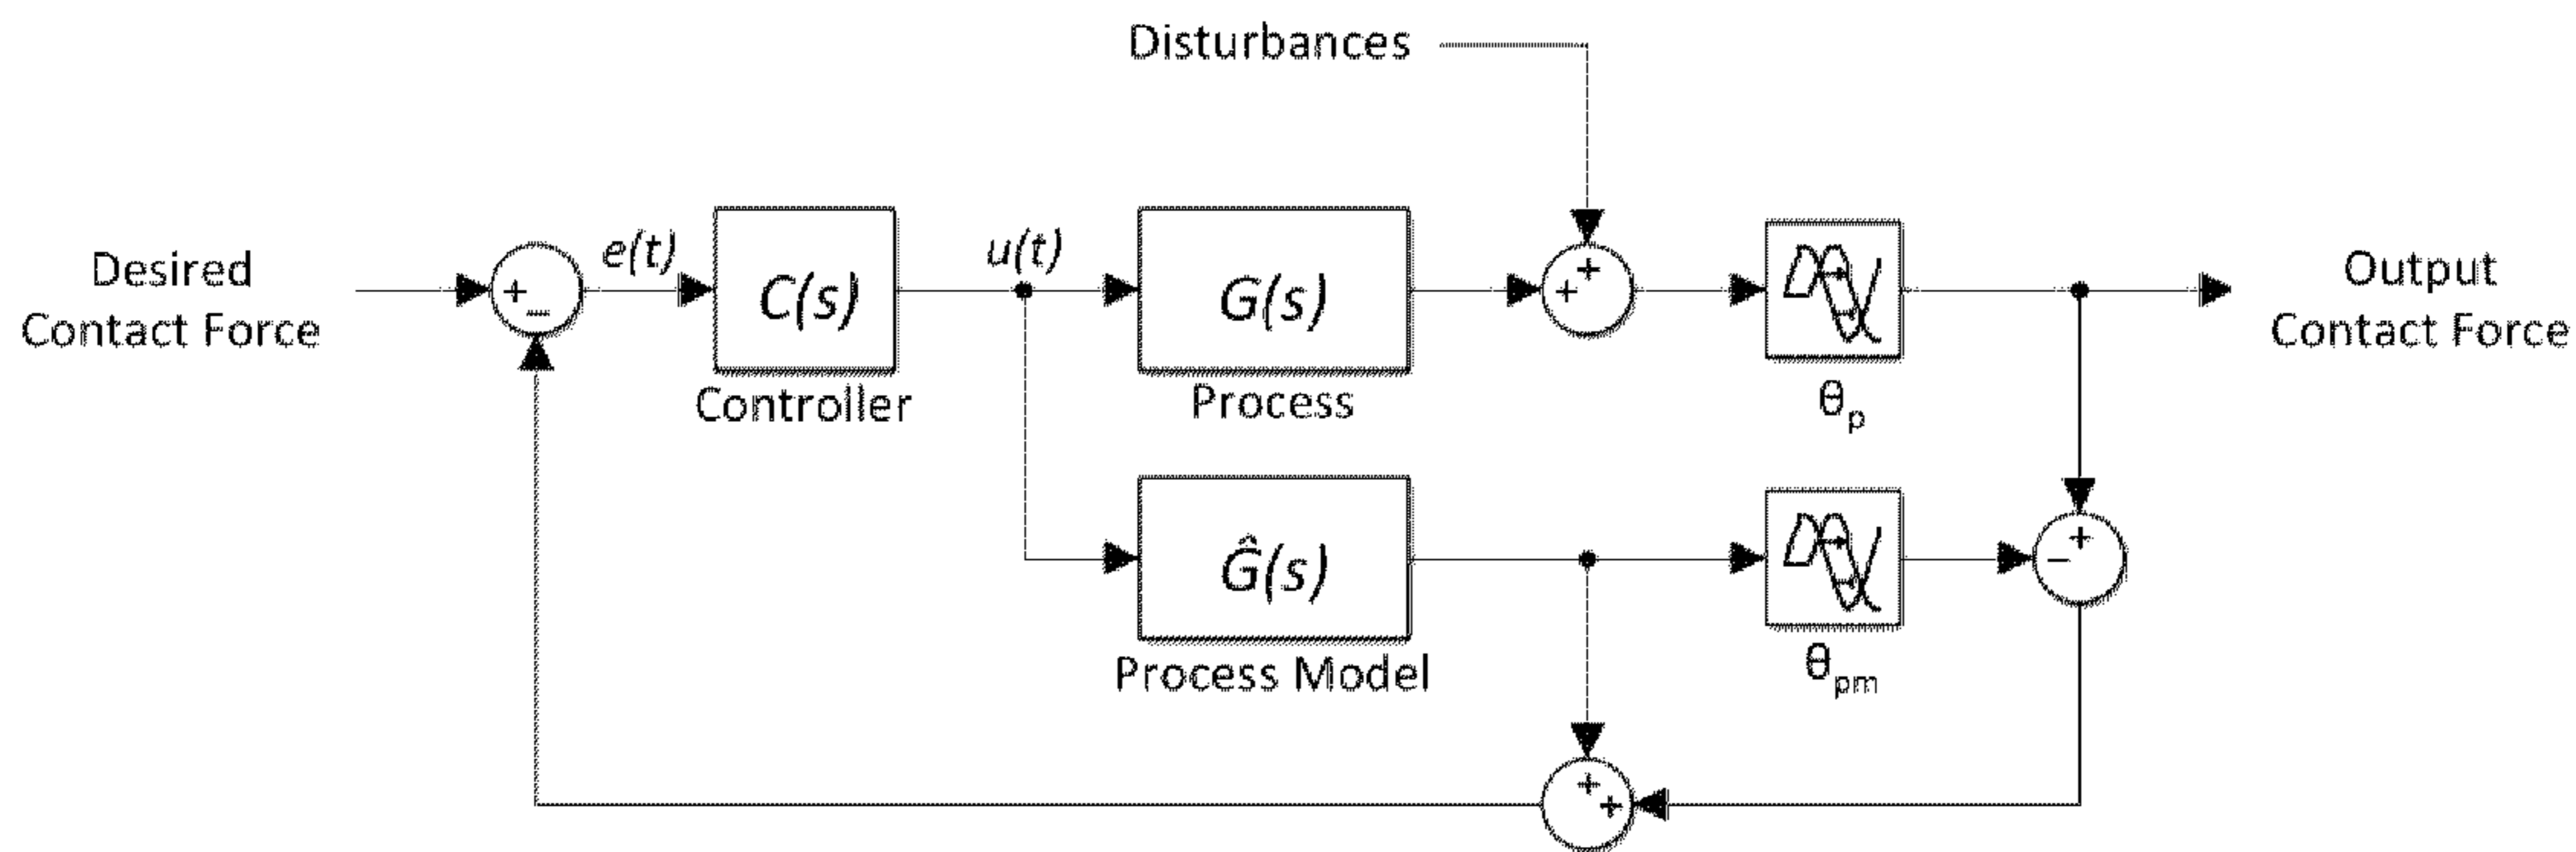 Disturbances
Desired
Contact Force
+
−
e(t)
C(s)
Controller
u(t)
G(s)
Process
+
+
θp
Output
Contact Force
Ĝ(s)
Process Model
θpm
+
−
+
+